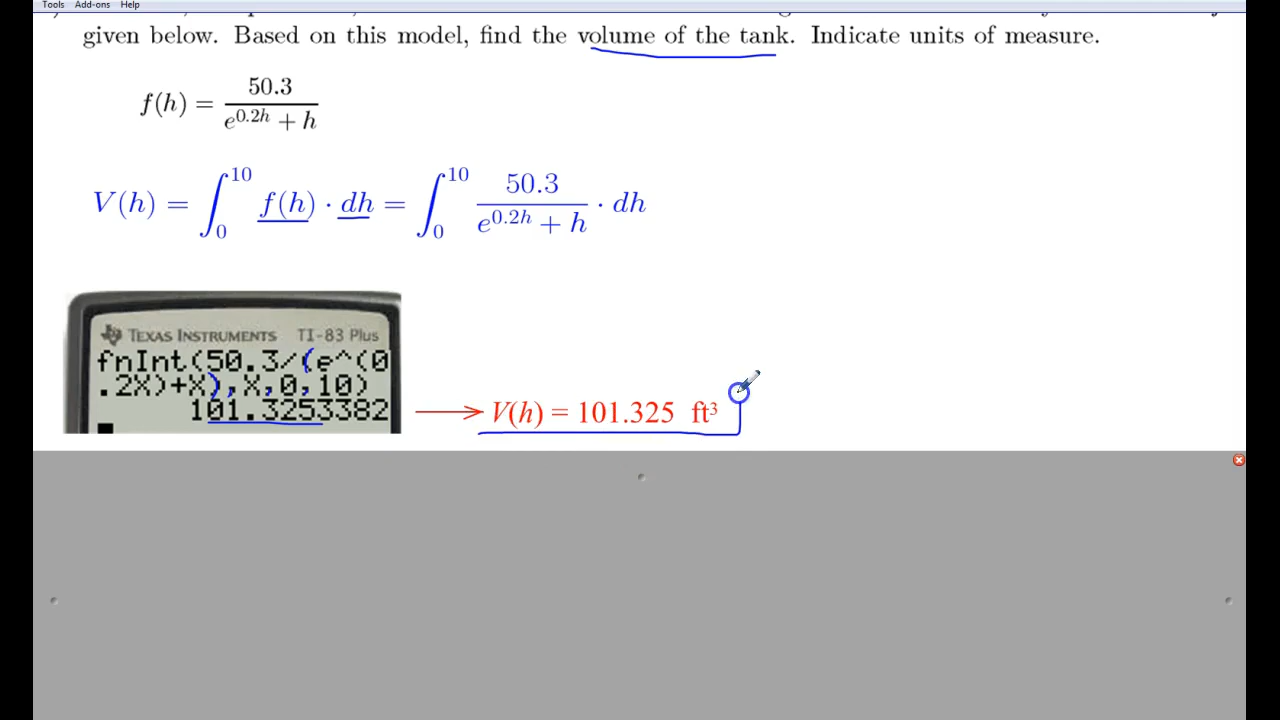 Tools Add-ons Help
given below. Based on this model, find the volume of the tank. Indicate units of measure.
f(h) = 50.3 / (e^{0.2h} + h)
V(h) = ∫_0^{10} f(h) · dh = ∫_0^{10} 50.3 / (e^{0.2h} + h) · dh
TEXAS INSTRUMENTS TI-83 Plus
fnInt(50.3/(e^(0
.2X)+X),X,0,10)
101.3253382
V(h) = 101.325 ft³